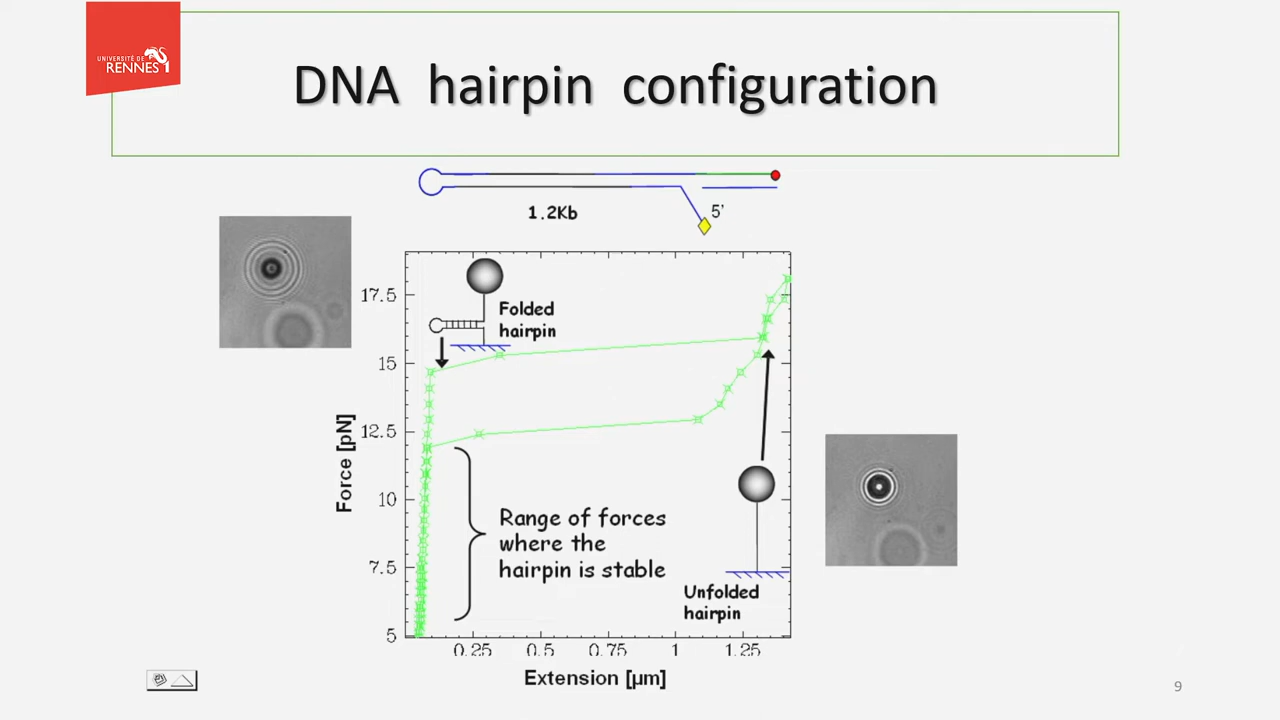 UNIVERSITÉ DE
RENNES 1
DNA hairpin configuration
1.2Kb
5'
Folded
hairpin
17.5
15
12.5
10
7.5
5
Force [pN]
Range of forces
where the
hairpin is stable
Unfolded
hairpin
0.25 0.5 0.75 1 1.25
Extension [µm]
9